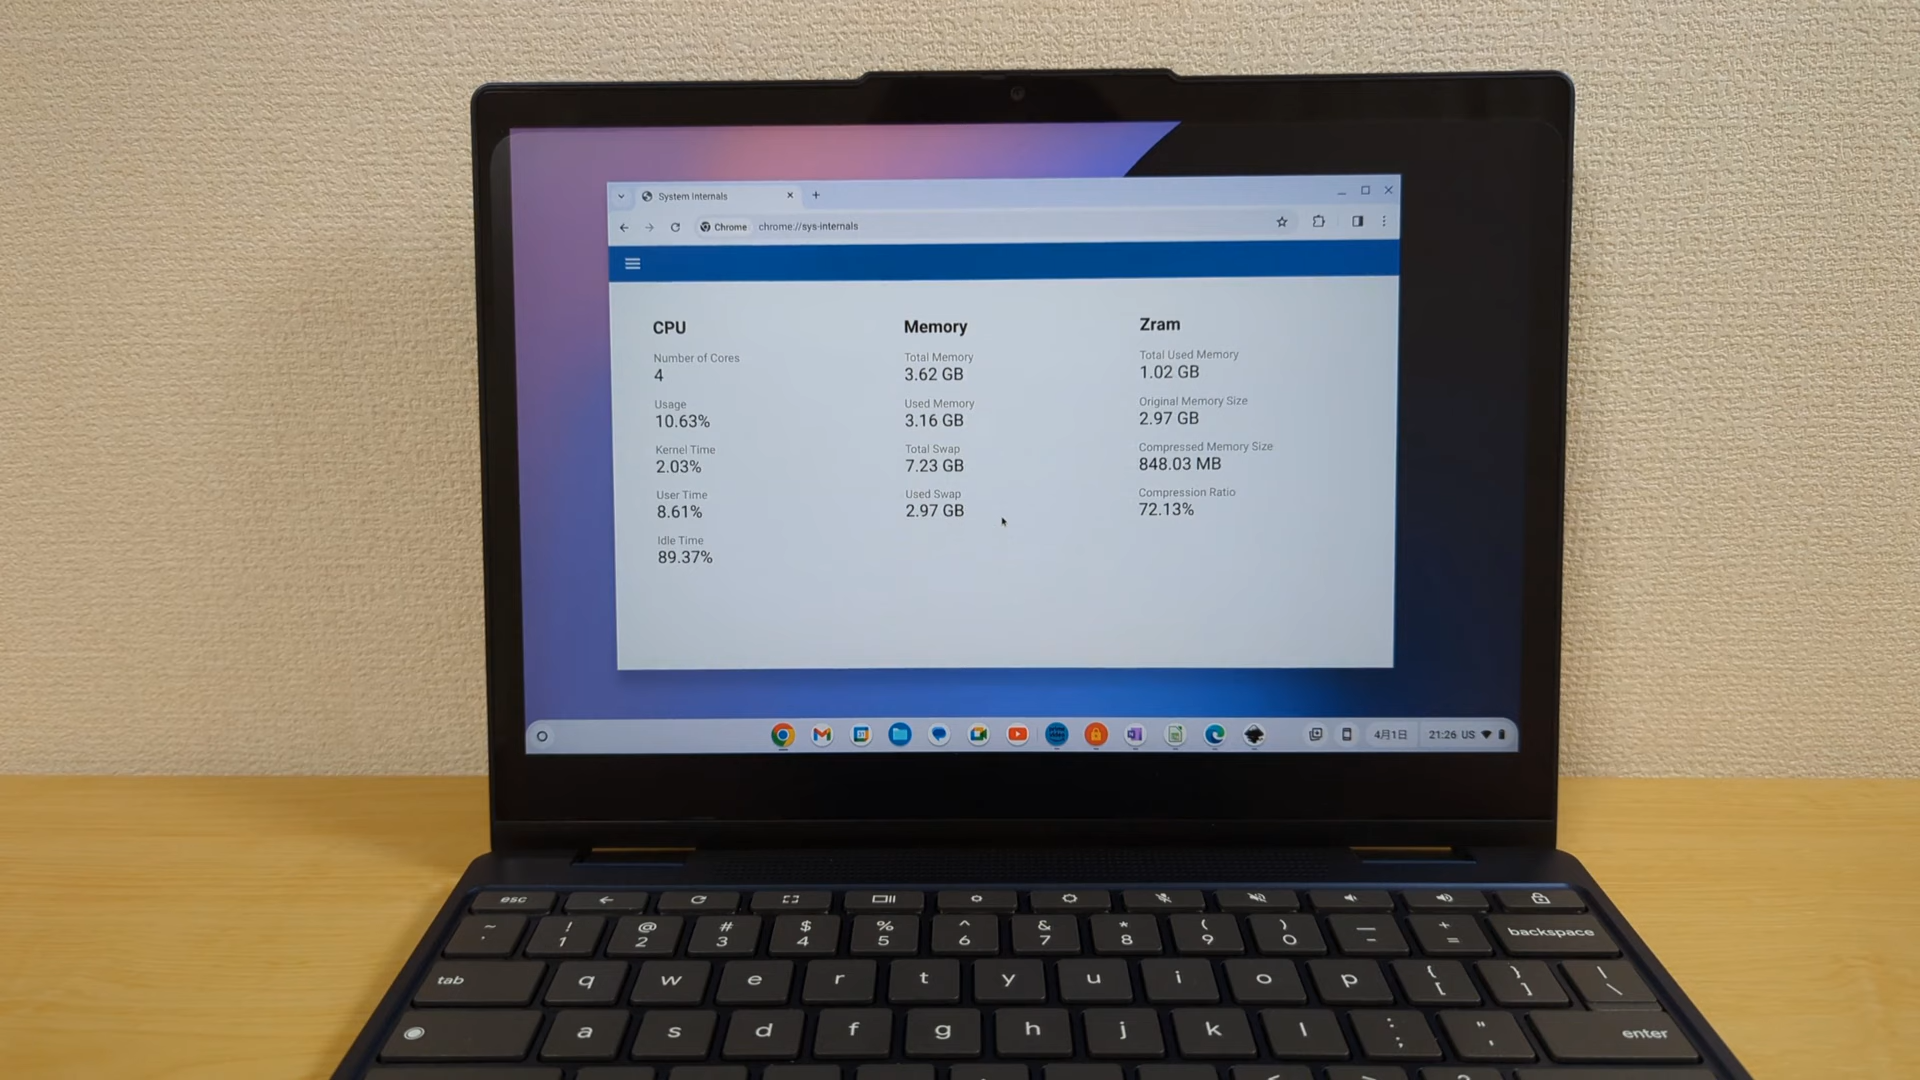 System Internals
Chrome chrome://sys-internals
CPU
Number of Cores
4
Usage
10.63%
Kernel Time
2.03%
User Time
8.61%
Idle Time
89.37%
Memory
Total Memory
3.62 GB
Used Memory
3.16 GB
Total Swap
7.23 GB
Used Swap
2.97 GB
Zram
Total Used Memory
1.02 GB
Original Memory Size
2.97 GB
Compressed Memory Size
848.03 MB
Compression Ratio
72.13%
4月1日 21:26 US
esc
~ ! @ # $ % ^ & * ( ) — +
1 2 3 4 5 6 7 8 9 0 - = backspace
tab q w e r t y u i o p { [ } ] | \
a s d f g h j k l : ; " ' enter
< > ?